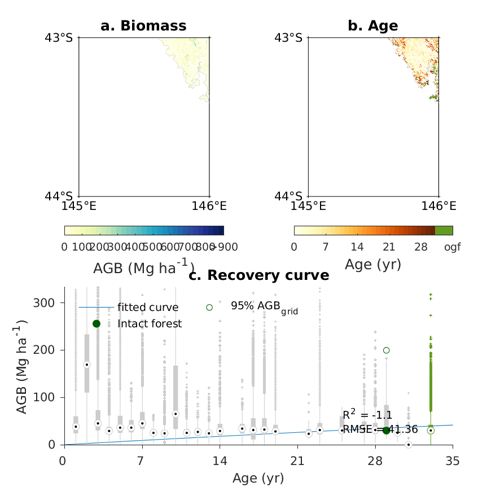 a. Biomass
b. Age
43°S
44°S
145°E
146°E
43°S
44°S
145°E
146°E
0 100 200 300 400 500 600 700 800 >900
AGB (Mg ha⁻¹)
0 7 14 21 28 ogf
Age (yr)
c. Recovery curve
fitted curve
Intact forest
95% AGB_grid
AGB (Mg ha⁻¹)
300
200
100
0
R² = -1.1
RMSE = 41.36
0 7 14 21 28 35
Age (yr)